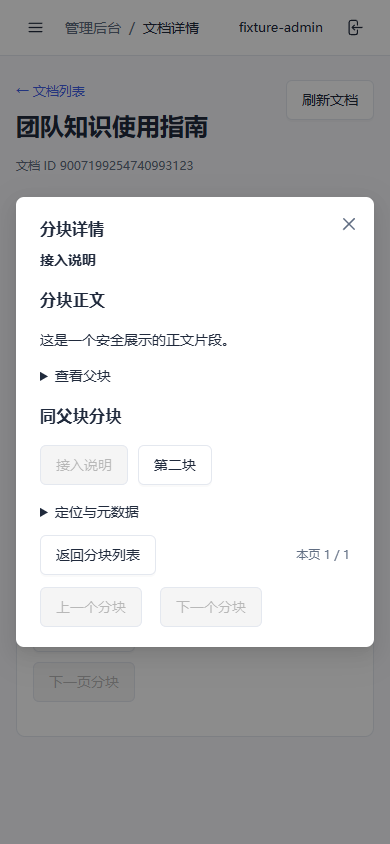 管理后台 / 文档详情 fixture-admin
← 文档列表
刷新文档
团队知识使用指南
文档 ID 9007199254740993123
分块详情
接入说明
分块正文
这是一个安全展示的正文片段。
▶ 查看父块
同父块分块
接入说明 第二块
▶ 定位与元数据
返回分块列表 本页 1 / 1
上一个分块 下一个分块
下一页分块